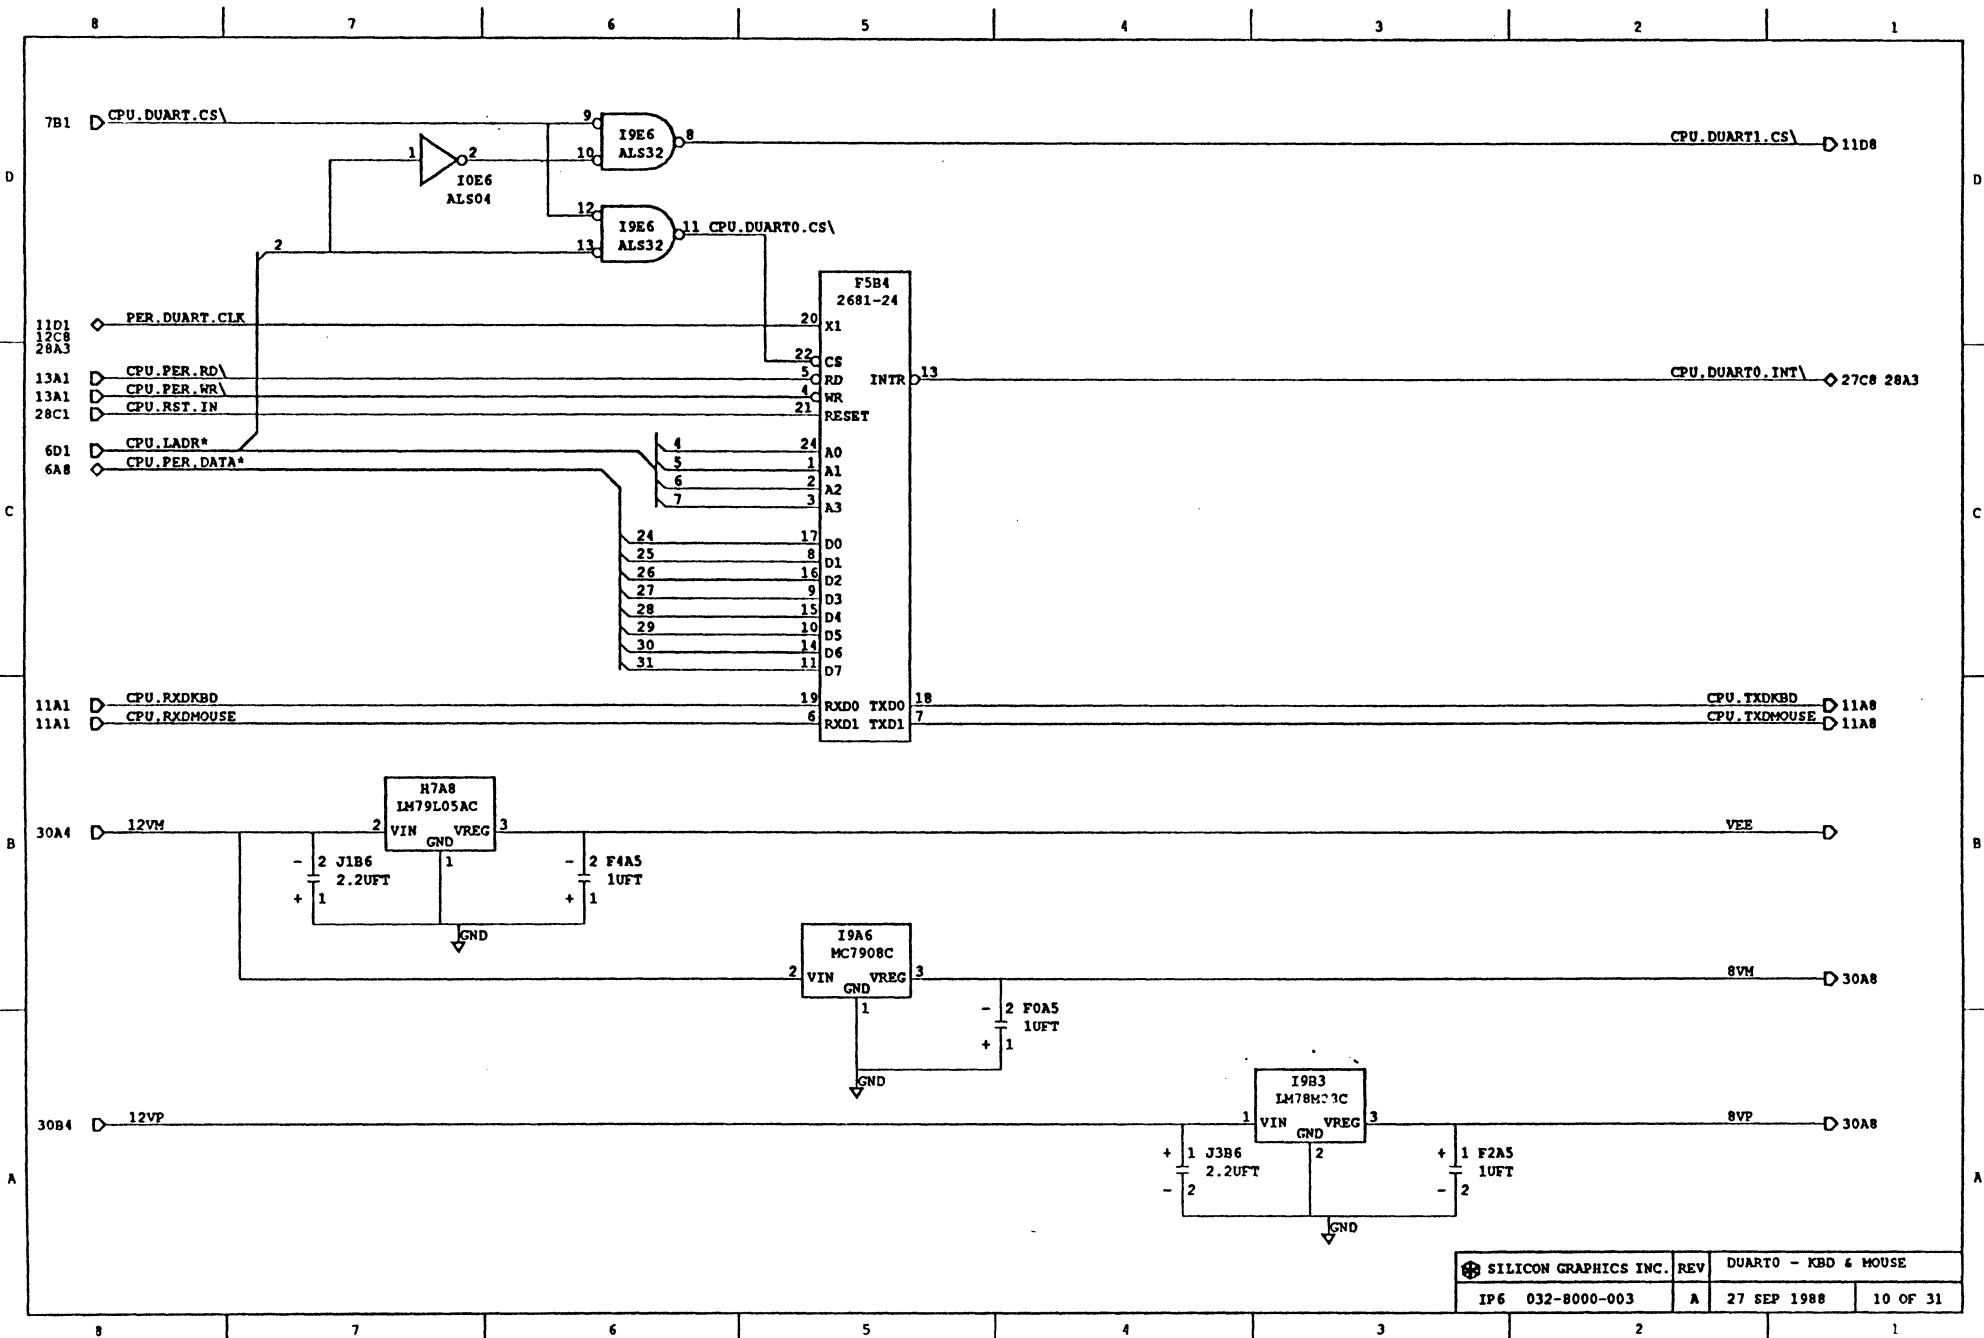 8 7 6 5 4 3 2 1
7B1 CPU.DUART.CS\
9 I9E6 8
10 ALS32
CPU.DUART1.CS\ 11D8
1 2
I0E6
ALS04
D D
12 I9E6 11 CPU.DUART0.CS\
13 ALS32
2
F5B4
2681-24
11D1 PER.DUART.CLK 20 X1
12C8
28A3
22 CS
13A1 CPU.PER.RD\ 5 RD INTR 13 CPU.DUART0.INT\ 27C8 28A3
13A1 CPU.PER.WR\ 4 WR
28C1 CPU.RST.IN 21 RESET
6D1 CPU.LADR* 4 24 A0
6A8 CPU.PER.DATA* 5 1 A1
6 2 A2
7 3 A3
C C
24 17 D0
25 8 D1
26 16 D2
27 9 D3
28 15 D4
29 10 D5
30 14 D6
31 11 D7
11A1 CPU.RXDKBD 19 RXD0 TXD0 18 CPU.TXDKBD 11A8
11A1 CPU.RXDMOUSE 6 RXD1 TXD1 7 CPU.TXDMOUSE 11A8
H7A8
LM79L05AC
30A4 12VM 2 VIN VREG 3 VEE
GND
B B
- 2 J1B6 1 - 2 F4A5
2.2UFT 1UFT
+ 1 + 1
GND
I9A6
MC7908C
2 VIN VREG 3 8VM 30A8
GND
1 - 2 F0A5
1UFT
+ 1
GND
I9B3
30B4 12VP 1 VIN VREG 3 8VP 30A8
GND
+ 1 J3B6 2 + 1 F2A5
2.2UFT 1UFT
A A
- 2 - 2
GND
SILICON GRAPHICS INC. REV DUART0 - KBD & MOUSE
IP6 032-8000-003 A 27 SEP 1988 10 OF 31
8 7 6 5 4 3 2 1